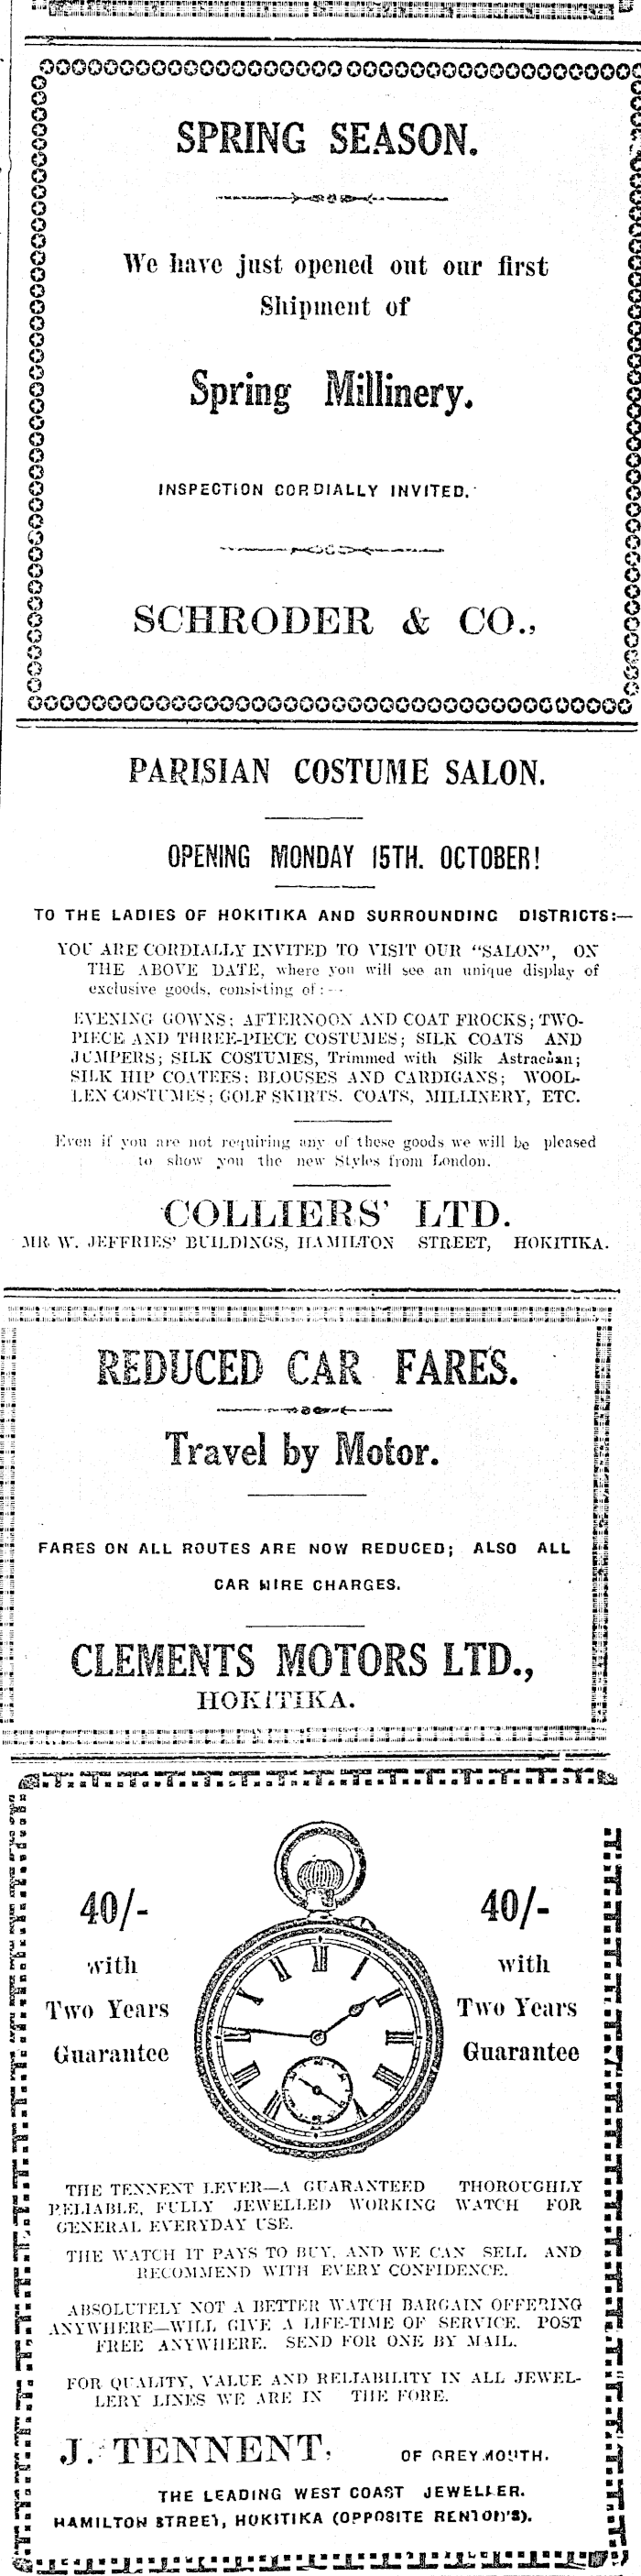 SPRING SEASON.
We have just opened out our first
Shipment of
Spring Millinery.
INSPECTION CORDIALLY INVITED.
SCHRODER & CO.,
PARISIAN COSTUME SALON.
OPENING MONDAY 15TH. OCTOBER!
TO THE LADIES OF HOKITIKA AND SURROUNDING DISTRICTS:—
YOU ARE CORDIALLY INVITED TO VISIT OUR "SALON", ON
THE ABOVE DATE, where you will see an unique display of
exclusive goods, consisting of:--
EVENING GOWNS; AFTERNOON AND COAT FROCKS; TWO-
PIECE AND THREE-PIECE COSTUMES; SILK COATS AND
JUMPERS; SILK COSTUMES, Trimmed with Silk Astrachan;
SILK HIP COATEES; BLOUSES AND CARDIGANS; WOOL-
LEN COSTUMES; GOLF SKIRTS. COATS, MILLINERY, ETC.
Even if you are not requiring any of these goods we will be pleased
to show you the new Styles from London.
COLLIERS' LTD.
MR. W. JEFFRIES' BUILDINGS, HAMILTON STREET, HOKITIKA.
REDUCED CAR FARES.
Travel by Motor.
FARES ON ALL ROUTES ARE NOW REDUCED; ALSO ALL
CAR HIRE CHARGES.
CLEMENTS MOTORS LTD.,
HOKITIKA.
40/-
with
Two Years
Guarantee
40/-
with
Two Years
Guarantee
THE TENNENT LEVER—A GUARANTEED THOROUGHLY
RELIABLE, FULLY JEWELLED WORKING WATCH FOR
GENERAL EVERYDAY USE.
THE WATCH IT PAYS TO BUY, AND WE CAN SELL AND
RECOMMEND WITH EVERY CONFIDENCE.
ABSOLUTELY NOT A BETTER WATCH BARGAIN OFFERING
ANYWHERE—WILL GIVE A LIFE-TIME OF SERVICE. POST
FREE ANYWHERE. SEND FOR ONE BY MAIL.
FOR QUALITY, VALUE AND RELIABILITY IN ALL JEWEL-
LERY LINES WE ARE IN THE FORE.
J. TENNENT, OF GREYMOUTH.
THE LEADING WEST COAST JEWELLER.
HAMILTON STREET, HOKITIKA (OPPOSITE RENTON'S).